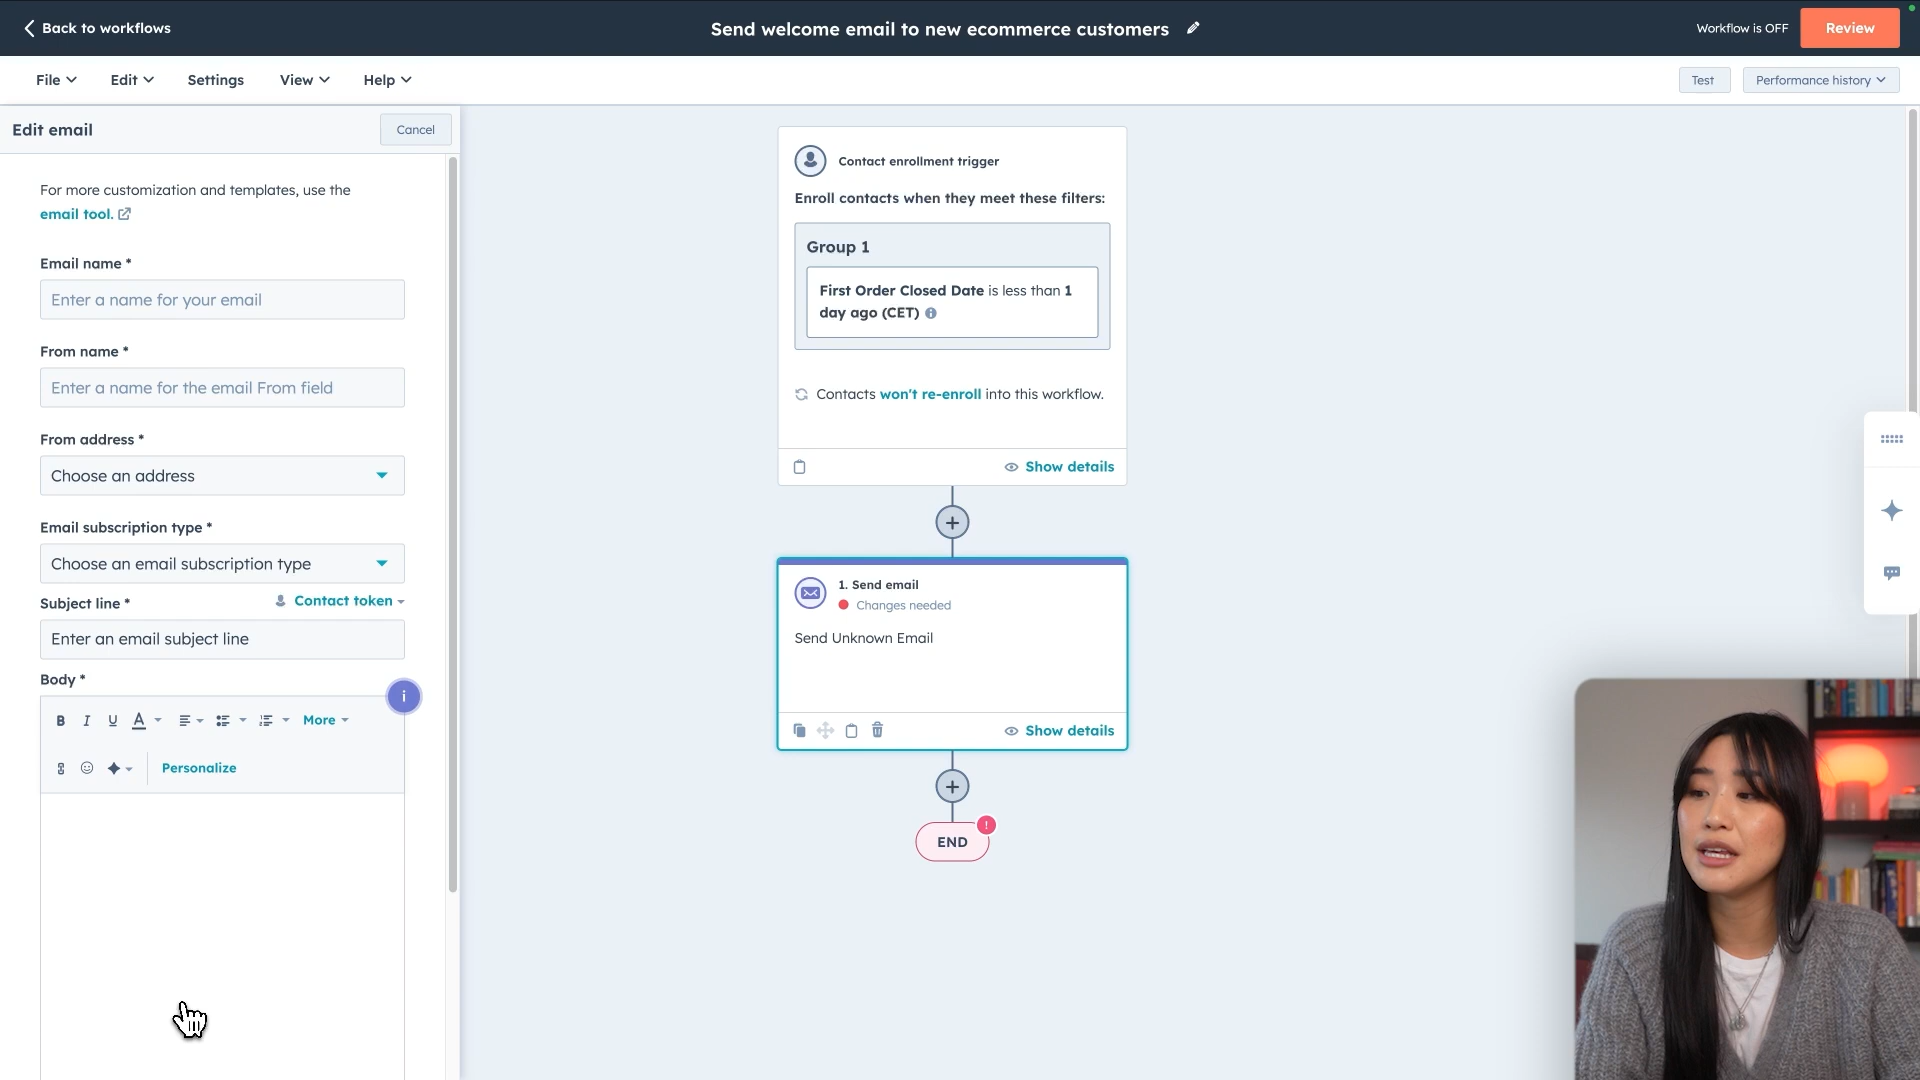 Back to workflows
Send welcome email to new ecommerce customers
Workflow is OFF
Review
File
Edit
Settings
View
Help
Test
Performance history
Edit email
Cancel
For more customization and templates, use the
email tool.
Email name *
Enter a name for your email
From name *
Enter a name for the email From field
From address *
Choose an address
Email subscription type *
Choose an email subscription type
Subject line *
Contact token
Enter an email subject line
Body *
i
B I U A
More
Personalize
Contact enrollment trigger
Enroll contacts when they meet these filters:
Group 1
First Order Closed Date is less than 1
day ago (CET)
Contacts won't re-enroll into this workflow.
Show details
+
1. Send email
Changes needed
Send Unknown Email
Show details
+
!
END